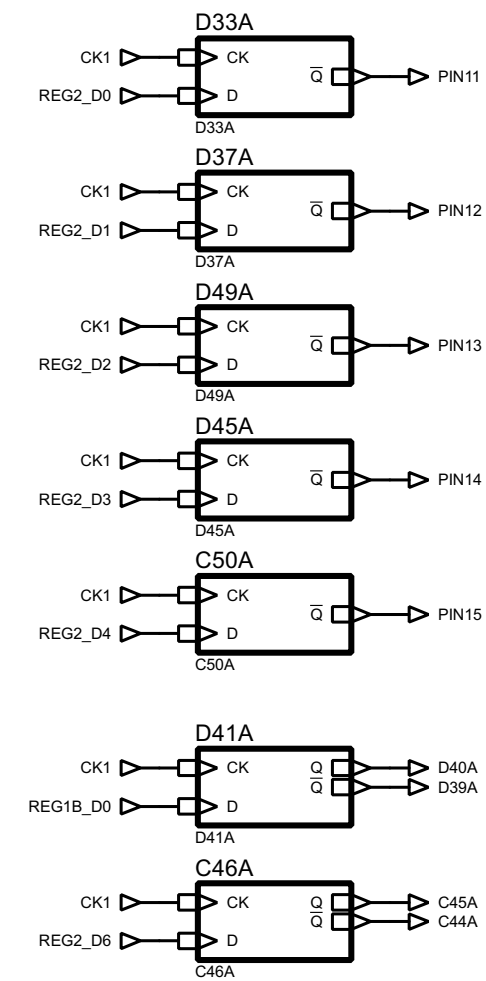 D33A
CK1 CK
Q PIN11
REG2_D0 D
D33A
D37A
CK1 CK
Q PIN12
REG2_D1 D
D37A
D49A
CK1 CK
Q PIN13
REG2_D2 D
D49A
D45A
CK1 CK
Q PIN14
REG2_D3 D
D45A
C50A
CK1 CK
Q PIN15
REG2_D4 D
C50A
D41A
CK1 CK Q D40A
Q D39A
REG1B_D0 D
D41A
C46A
CK1 CK Q C45A
Q C44A
REG2_D6 D
C46A